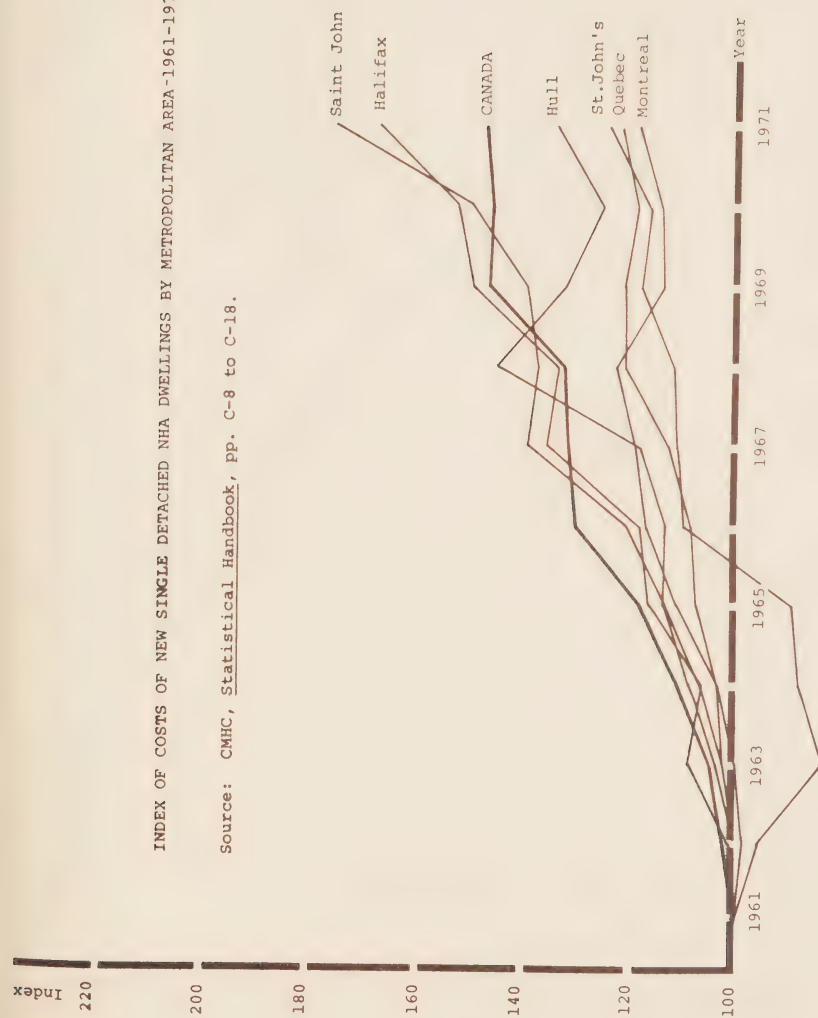 INDEX OF COSTS OF NEW SINGLE DETACHED NHA DWELLINGS BY METROPOLITAN AREA-1961-197
Source: CMHC, Statistical Handbook, pp. C-8 to C-18.
Index
220
200
180
160
140
120
100
Saint John
Halifax
CANADA
Hull
St.John's
Quebec
Montreal
Year
1961
1963
1965
1967
1969
1971